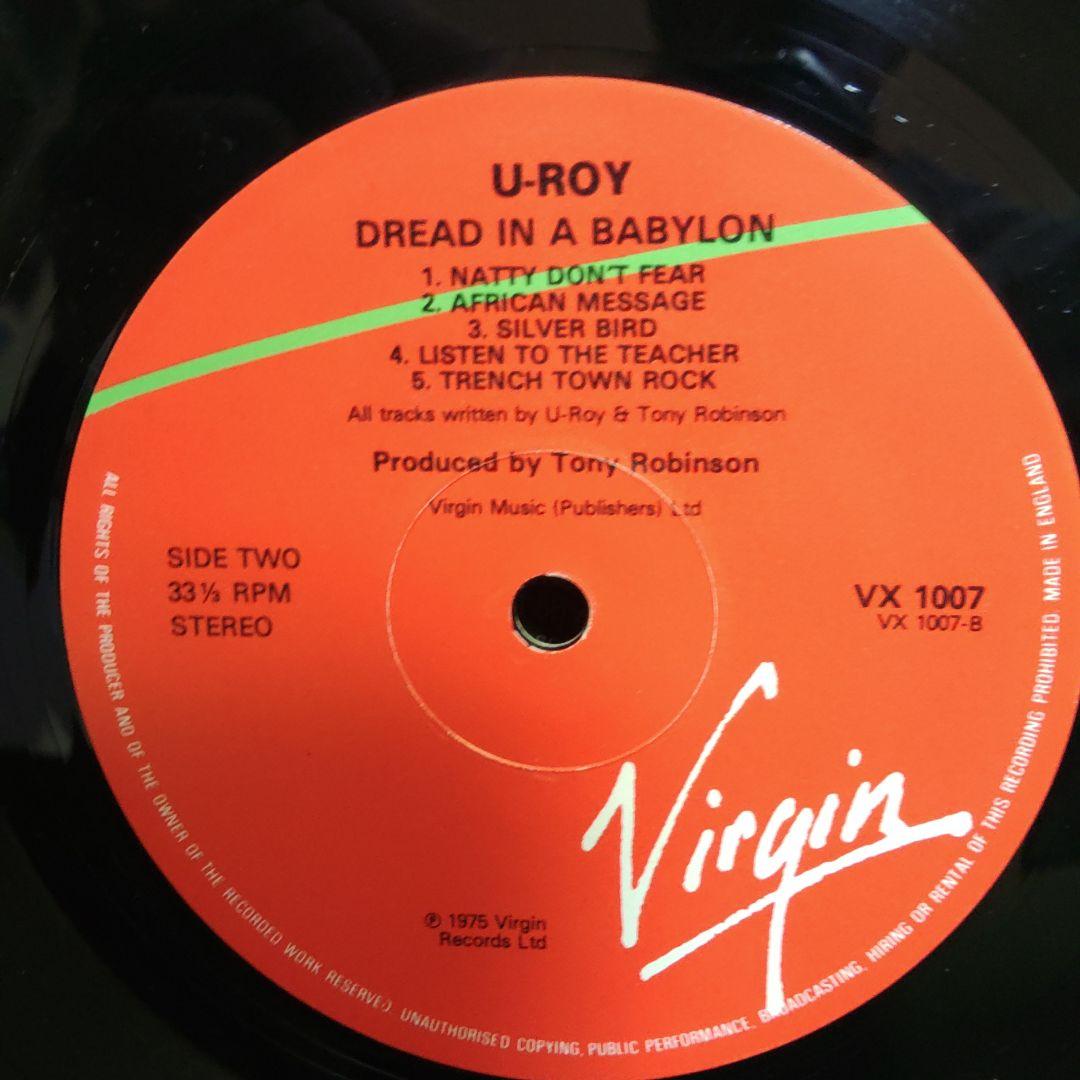 U-ROY
DREAD IN A BABYLON
1. NATTY DON'T FEAR
2. AFRICAN MESSAGE
3. SILVER BIRD
4. LISTEN TO THE TEACHER
5. TRENCH TOWN ROCK
All tracks written by U-Roy & Tony Robinson
Produced by Tony Robinson
Virgin Music (Publishers) Ltd
SIDE TWO
33⅓ RPM
STEREO
VX 1007
VX 1007-B
Virgin
℗ 1975 Virgin
Records Ltd
ALL RIGHTS OF THE PRODUCER AND OF THE OWNER OF THE RECORDED WORK RESERVED. UNAUTHORISED COPYING, PUBLIC PERFORMANCE, BROADCASTING, HIRING OR RENTAL OF THIS RECORDING PROHIBITED. MADE IN ENGLAND